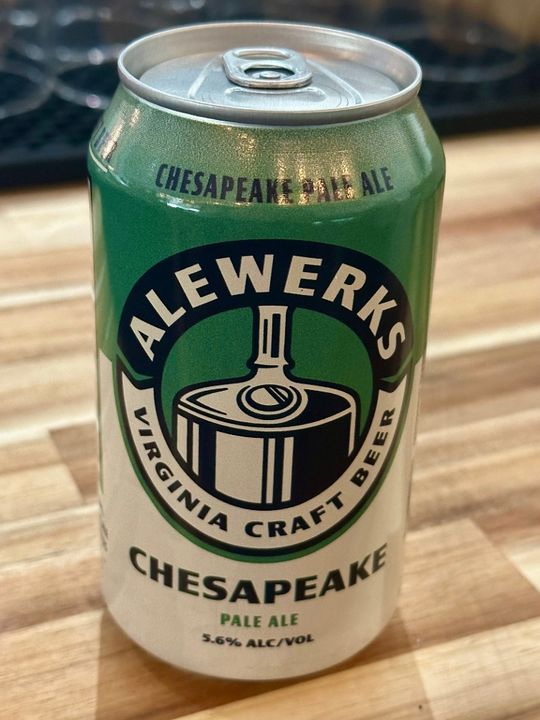 CHESAPEAKE PALE ALE
ALEWERKS
VIRGINIA CRAFT BEER
CHESAPEAKE
PALE ALE
5.6% ALC/VOL